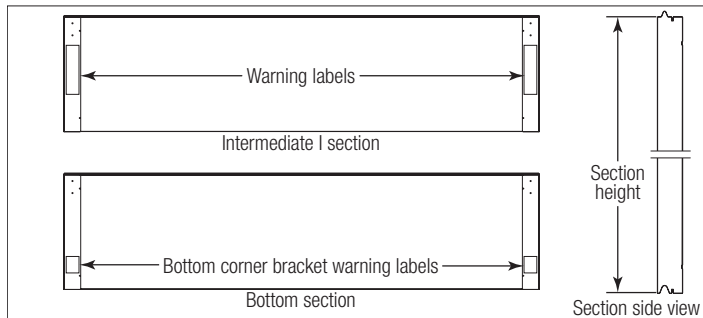 Warning labels
Intermediate I section
Bottom corner bracket warning labels
Bottom section
Section
height
Section side view